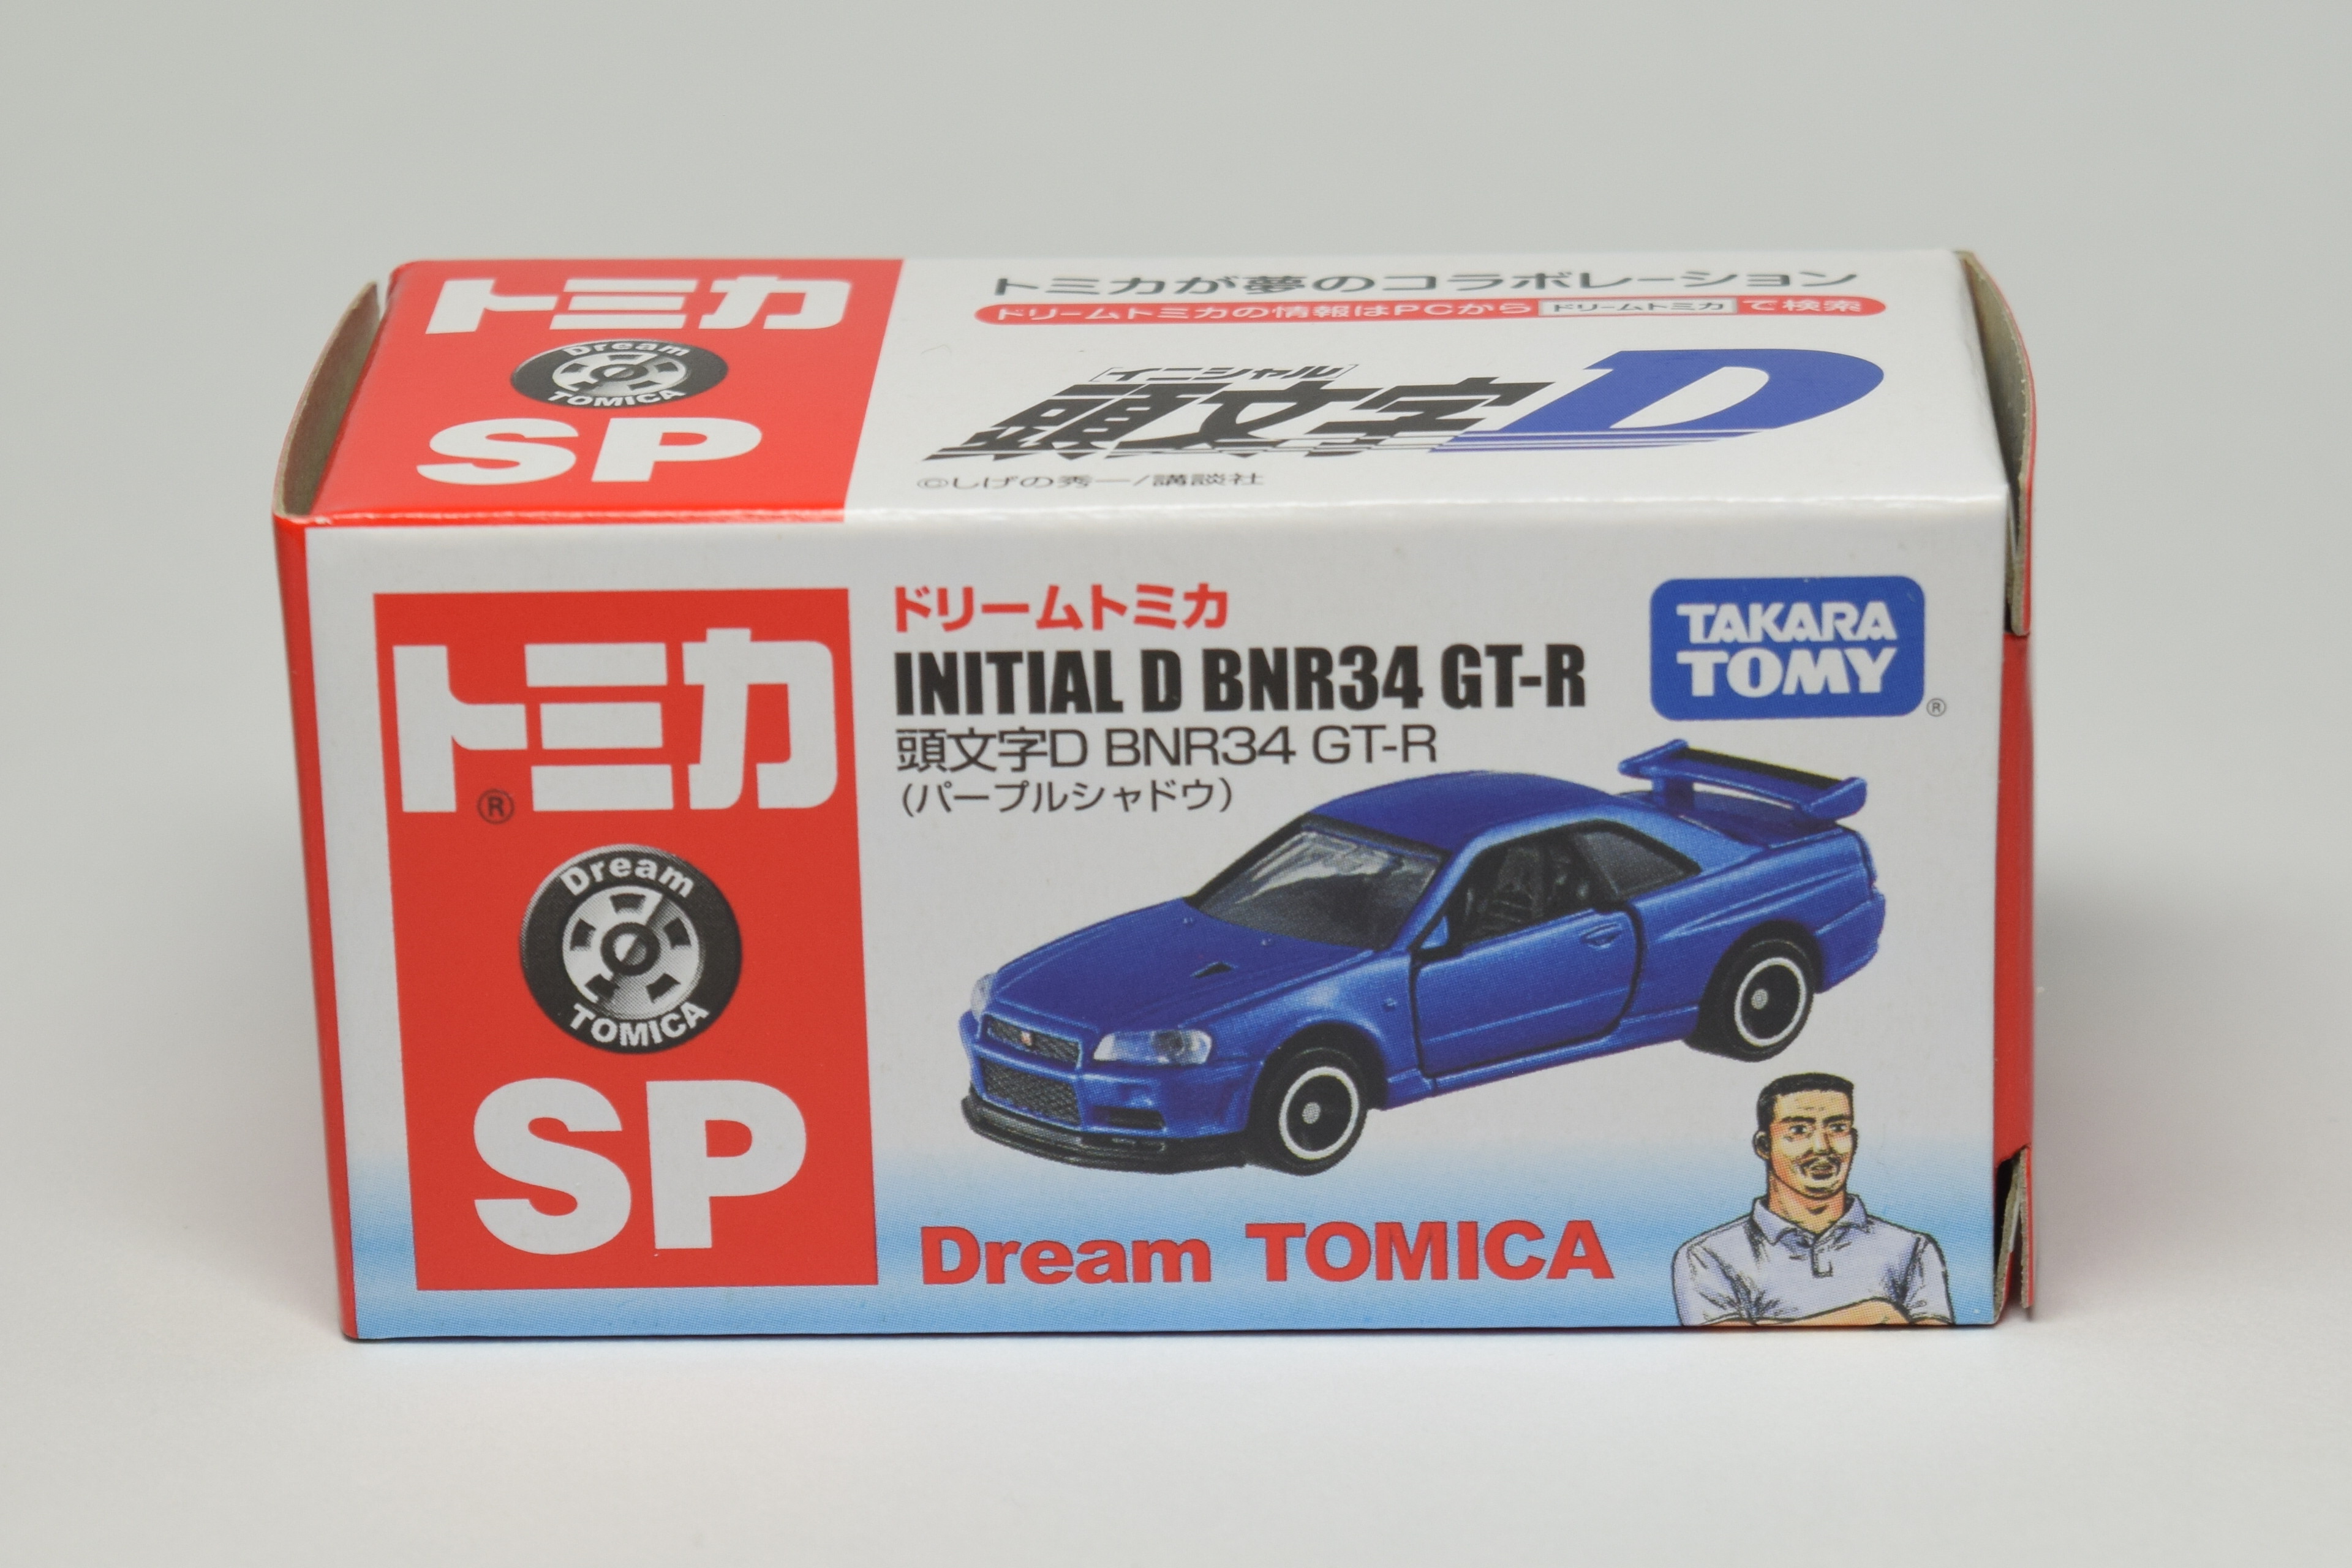 トミカ
Dream
TOMICA
SP
トミカが夢のコラボレーション
ドリームトミカの情報はPCから ドリームトミカ で検索
[イニシャル]
頭文字D
©しげの秀一/講談社
トミカ®
Dream
TOMICA
SP
ドリームトミカ
INITIAL D BNR34 GT-R
頭文字D BNR34 GT-R
(パープルシャドウ)
TAKARA
TOMY®
Dream TOMICA